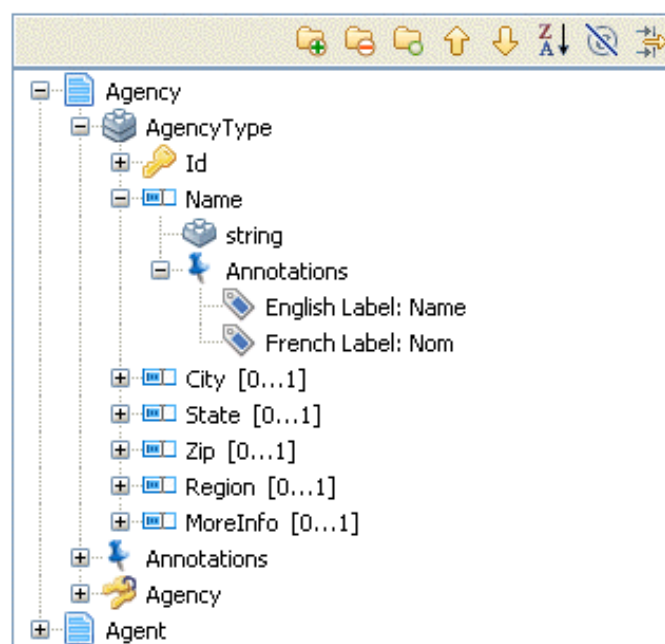 Z
A
Agency
AgencyType
Id
Name
string
Annotations
English Label: Name
French Label: Nom
City [0...1]
State [0...1]
Zip [0...1]
Region [0...1]
MoreInfo [0...1]
Annotations
Agency
Agent